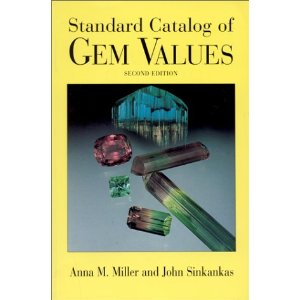 Standard Catalog of
GEM VALUES
SECOND EDITION
Anna M. Miller and John Sinkankas